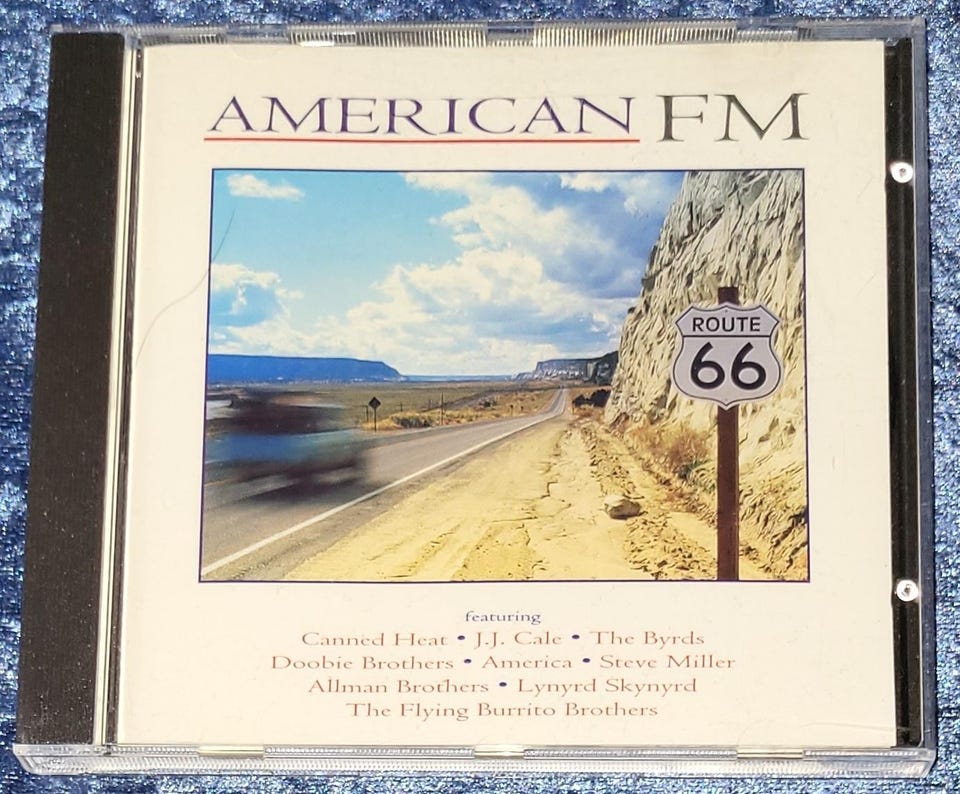 AMERICAN FM
ROUTE
66
featuring
Canned Heat • J.J. Cale • The Byrds
Doobie Brothers • America • Steve Miller
Allman Brothers • Lynyrd Skynyrd
The Flying Burrito Brothers